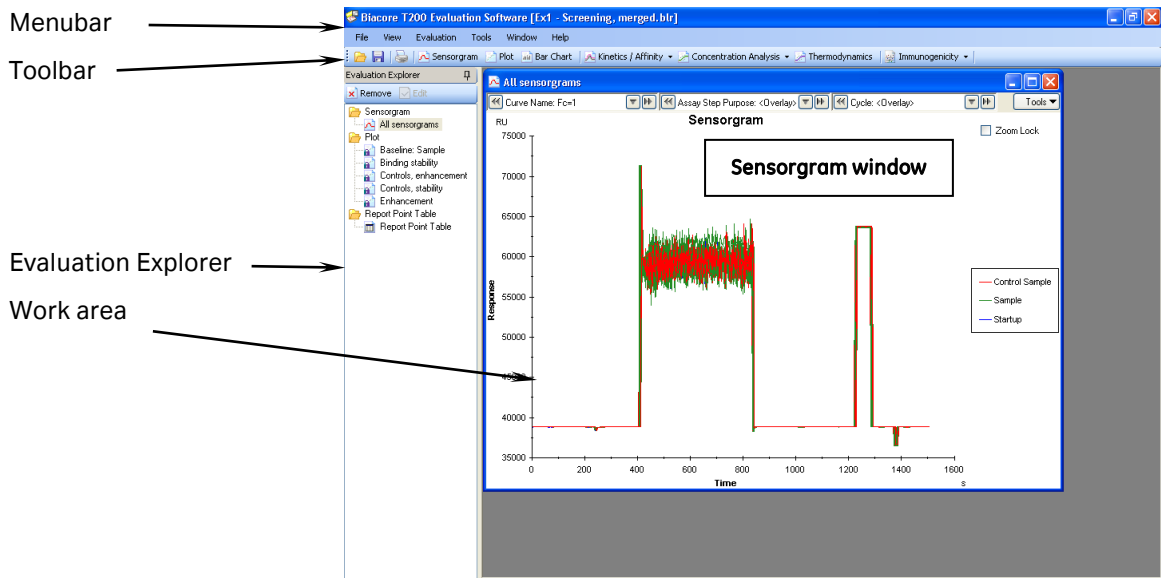 Menubar
Toolbar
Evaluation Explorer
Work area
Biacore T200 Evaluation Software [Ex1 - Screening, merged.blr]
File View Evaluation Tools Window Help
Sensorgram Plot Bar Chart Kinetics / Affinity Concentration Analysis Thermodynamics Immunogenicity
Evaluation Explorer
Remove Edit
Sensorgram
All sensorgrams
Plot
Baseline: Sample
Binding stability
Controls, enhancement
Controls, stability
Enhancement
Report Point Table
Report Point Table
All sensorgrams
Curve Name: Fc=1 Assay Step Purpose: <Overlay> Cycle: <Overlay> Tools
RU
Sensorgram
Zoom Lock
Sensorgram window
75000
70000
65000
60000
55000
50000
45000
40000
35000
Response
0 200 400 600 800 1000 1200 1400 1600
Time
s
Control Sample
Sample
Startup